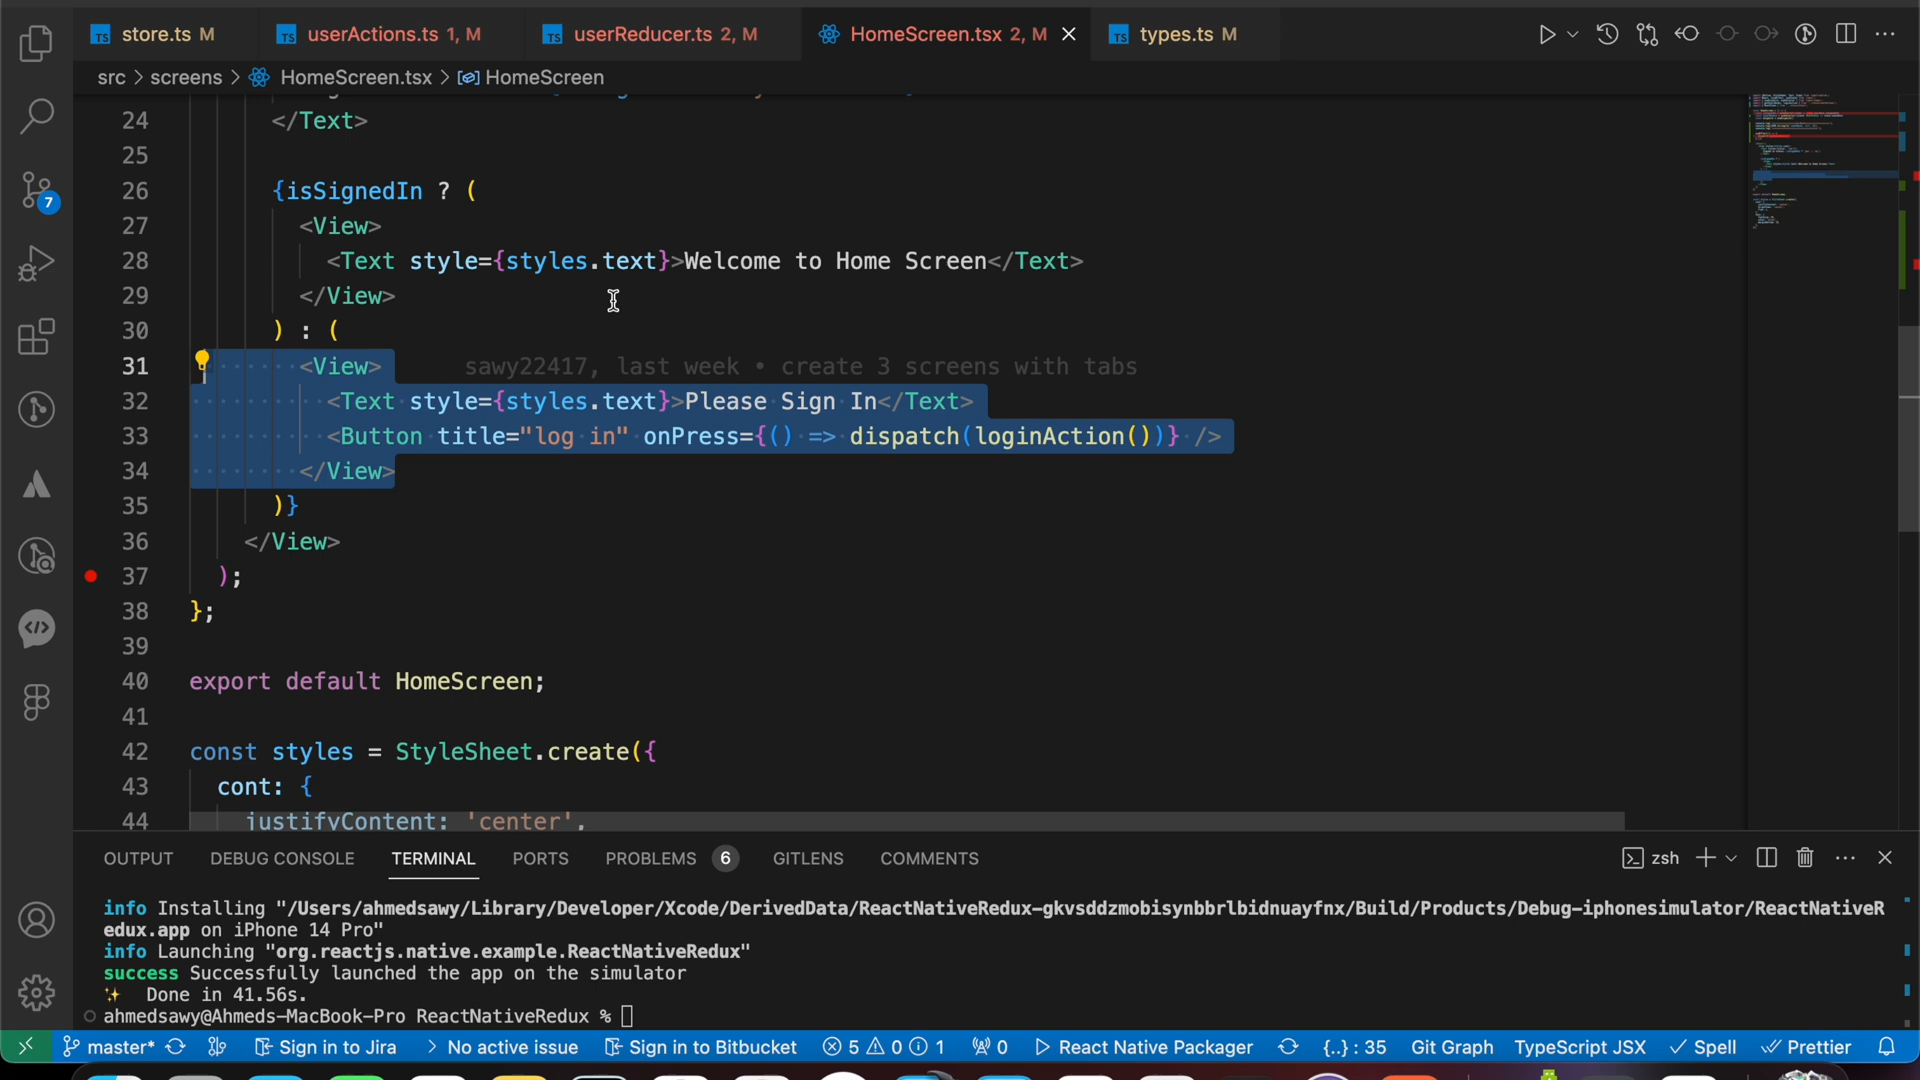 store.ts M userActions.ts 1, M userReducer.ts 2, M HomeScreen.tsx 2, M types.ts M
src > screens > HomeScreen.tsx > HomeScreen
24 </Text>
25
26 {isSignedIn ? (
27 <View>
28 <Text style={styles.text}>Welcome to Home Screen</Text>
29 </View>
30 ) : (
31 <View> sawy22417, last week • create 3 screens with tabs
32 <Text style={styles.text}>Please Sign In</Text>
33 <Button title="log in" onPress={() => dispatch(loginAction())} />
34 </View>
35 )}
36 </View>
37 );
38 };
39
40 export default HomeScreen;
41
42 const styles = StyleSheet.create({
43 cont: {
44 justifyContent: 'center',
7
OUTPUT DEBUG CONSOLE TERMINAL PORTS PROBLEMS 6 GITLENS COMMENTS zsh
info Installing "/Users/ahmedsawy/Library/Developer/Xcode/DerivedData/ReactNativeRedux-gkvsddzmobisynbbrlbidnuayfnx/Build/Products/Debug-iphonesimulator/ReactNativeR
edux.app on iPhone 14 Pro"
info Launching "org.reactjs.native.example.ReactNativeRedux"
success Successfully launched the app on the simulator
✨ Done in 41.56s.
ahmedsawy@Ahmeds-MacBook-Pro ReactNativeRedux %
master* Sign in to Jira > No active issue Sign in to Bitbucket 5 0 1 0 React Native Packager {..} : 35 Git Graph TypeScript JSX Spell Prettier